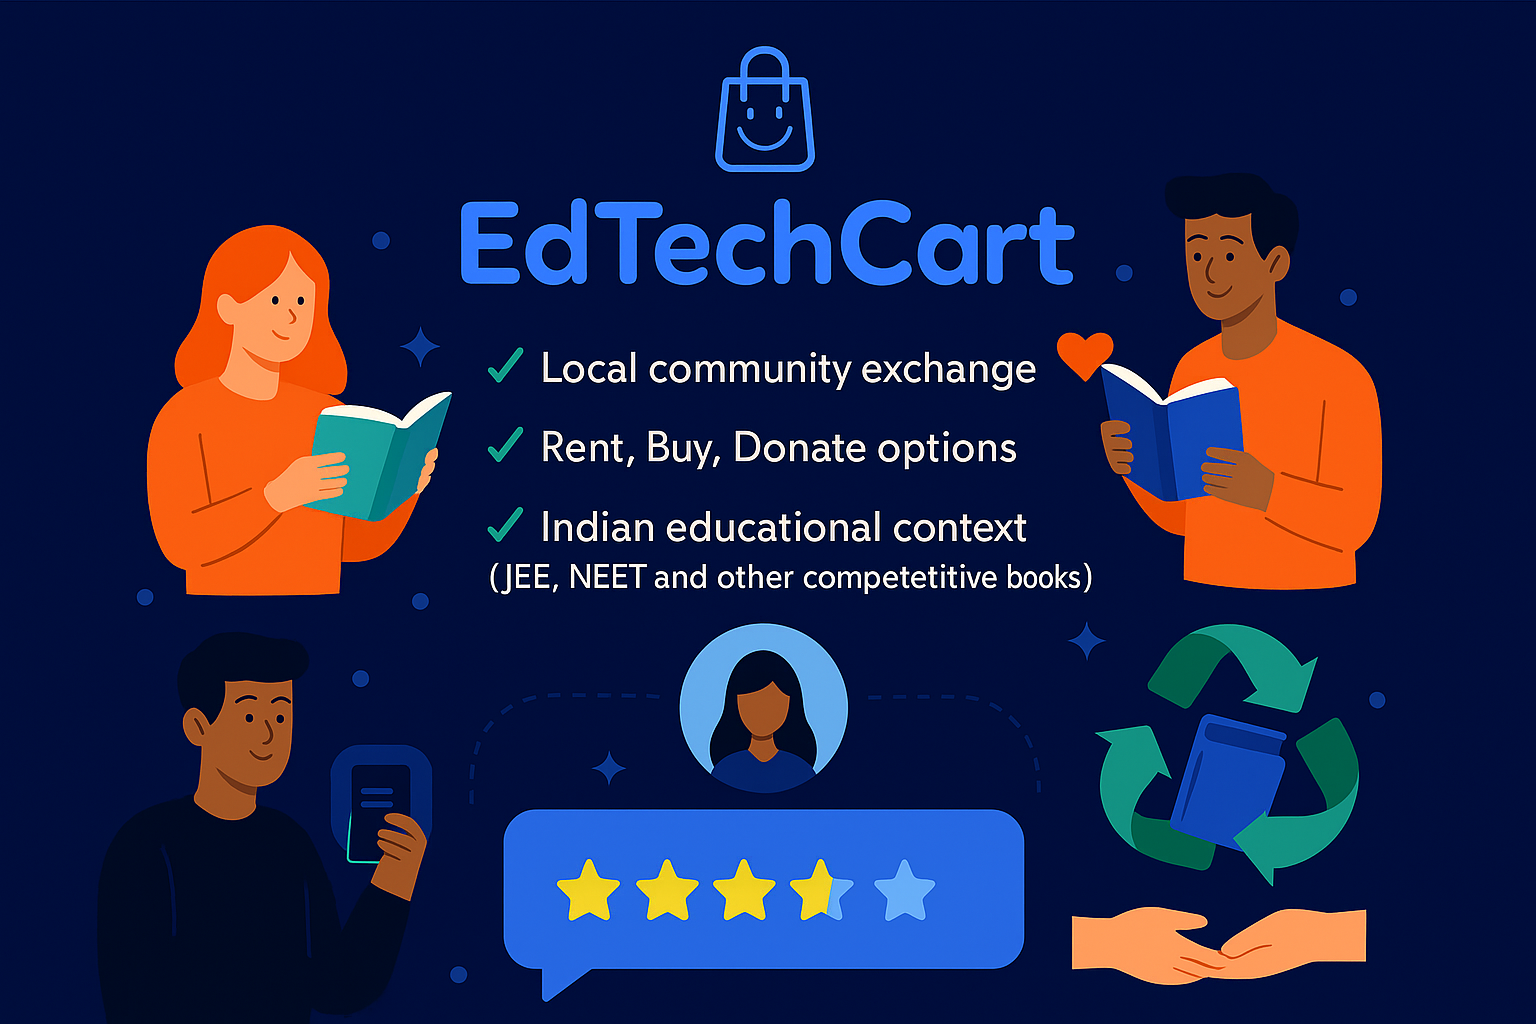 EdTechCart
Local community exchange
Rent, Buy, Donate options
Indian educational context
(JEE, NEET and other competetitive books)